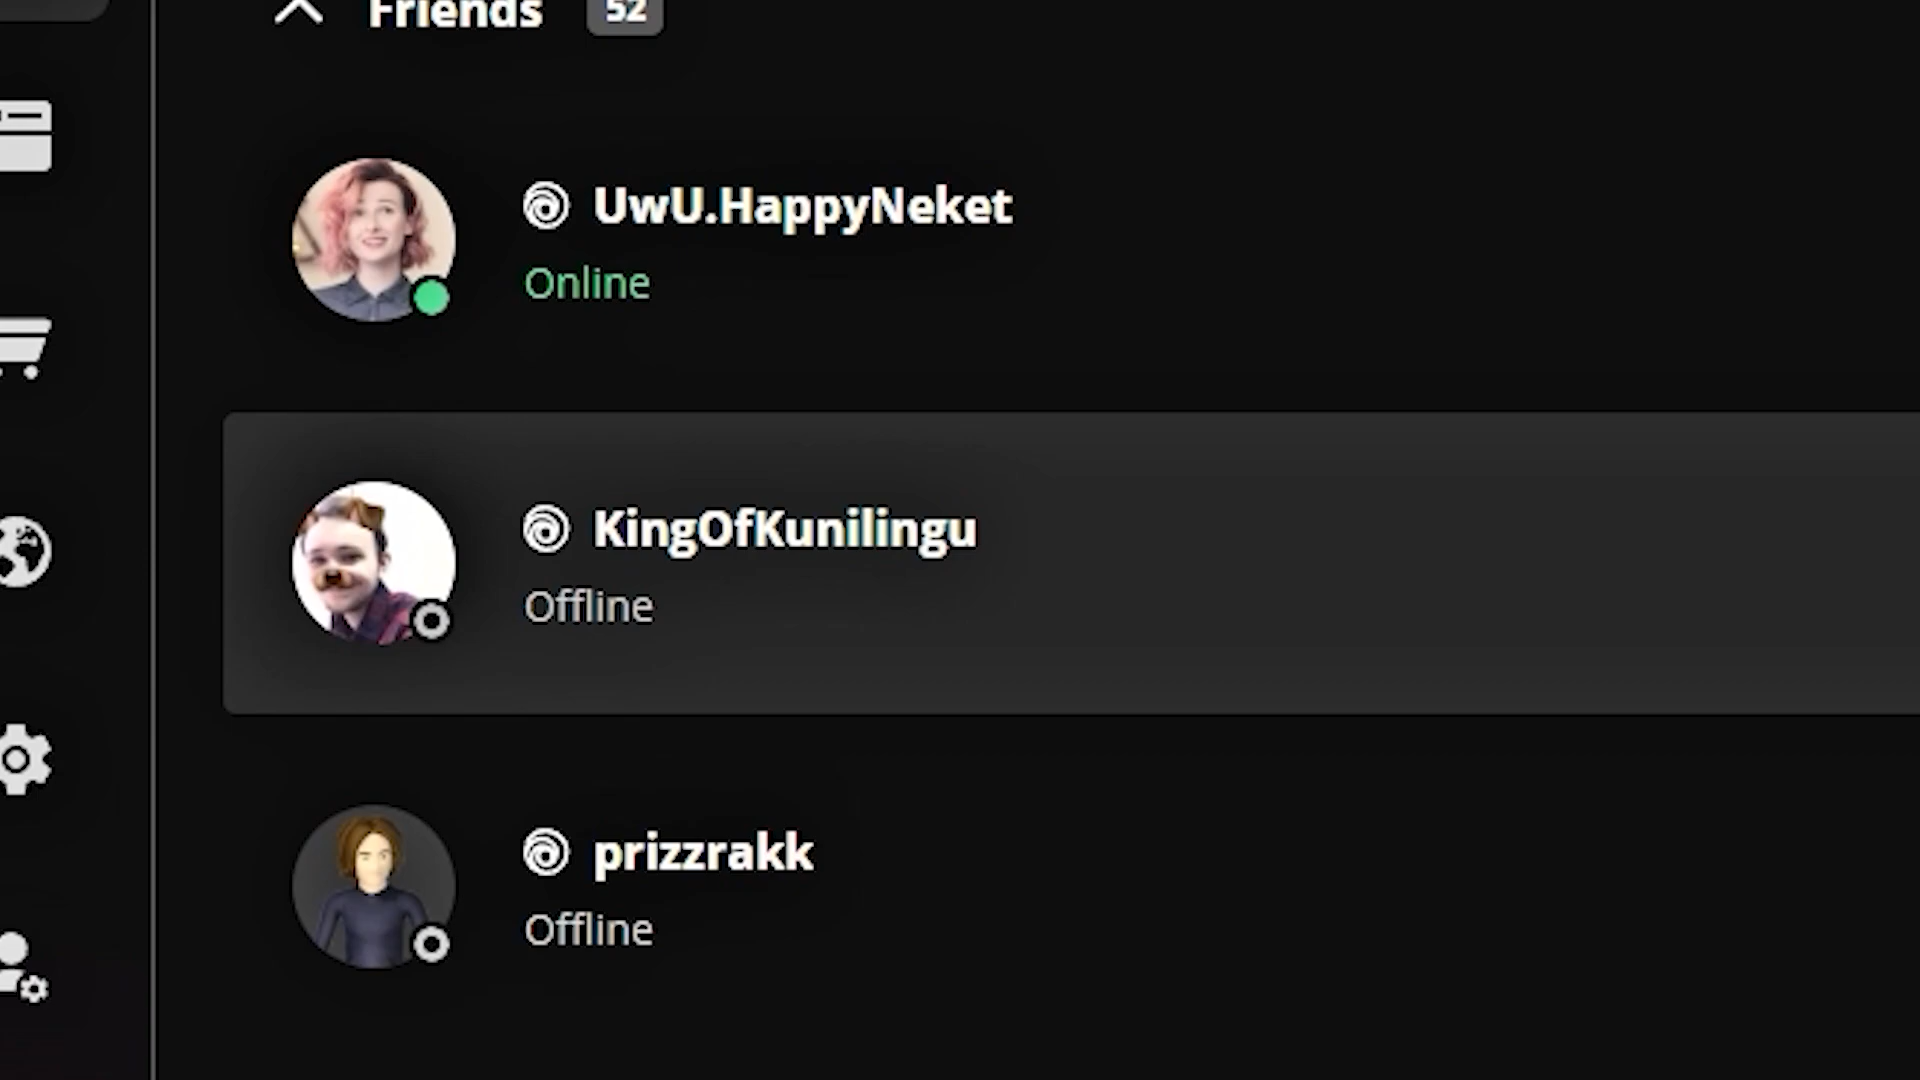 Friends 52
UwU.HappyNeket
Online
KingOfKunilingu
Offline
prizzrakk
Offline